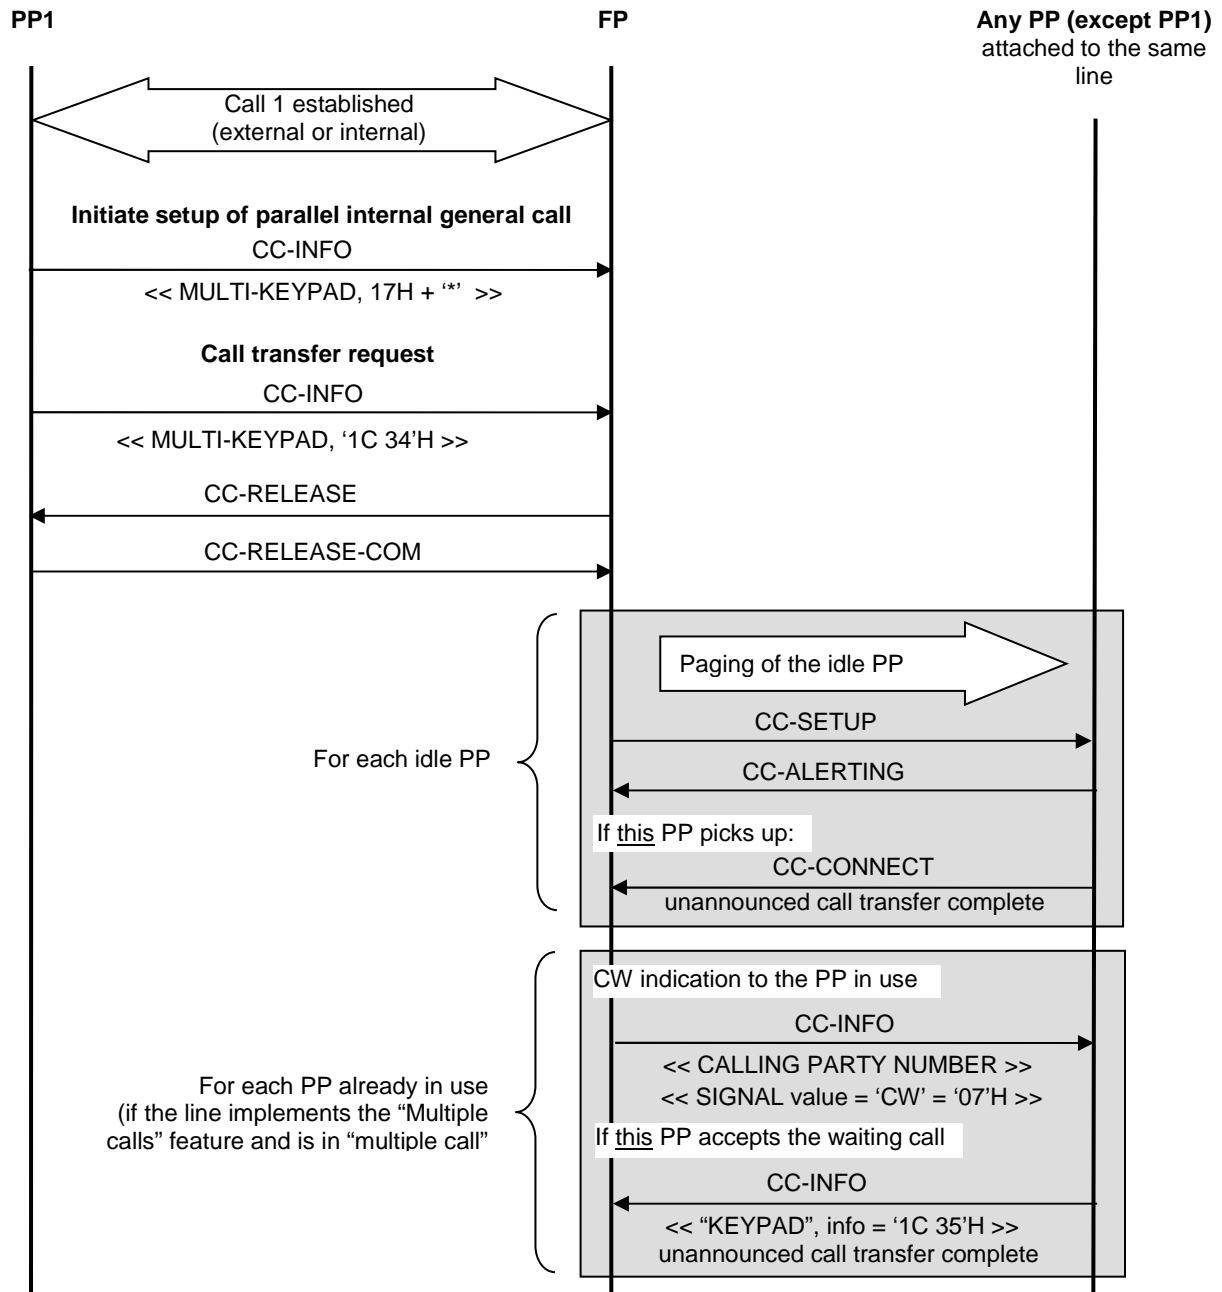 PP1
FP
Any PP (except PP1)
attached to the same
line
Call 1 established
(external or internal)
Initiate setup of parallel internal general call
CC-INFO
<< MULTI-KEYPAD, 17H + ‘*’ >>
Call transfer request
CC-INFO
<< MULTI-KEYPAD, ‘1C 34’H >>
CC-RELEASE
CC-RELEASE-COM
Paging of the idle PP
CC-SETUP
For each idle PP
CC-ALERTING
If this PP picks up:
CC-CONNECT
unannounced call transfer complete
CW indication to the PP in use
CC-INFO
<< CALLING PARTY NUMBER >>
<< SIGNAL value = ‘CW’ = ‘07’H >>
For each PP already in use
(if the line implements the “Multiple
calls” feature and is in “multiple call”
If this PP accepts the waiting call
CC-INFO
<< “KEYPAD”, info = ‘1C 35’H >>
unannounced call transfer complete